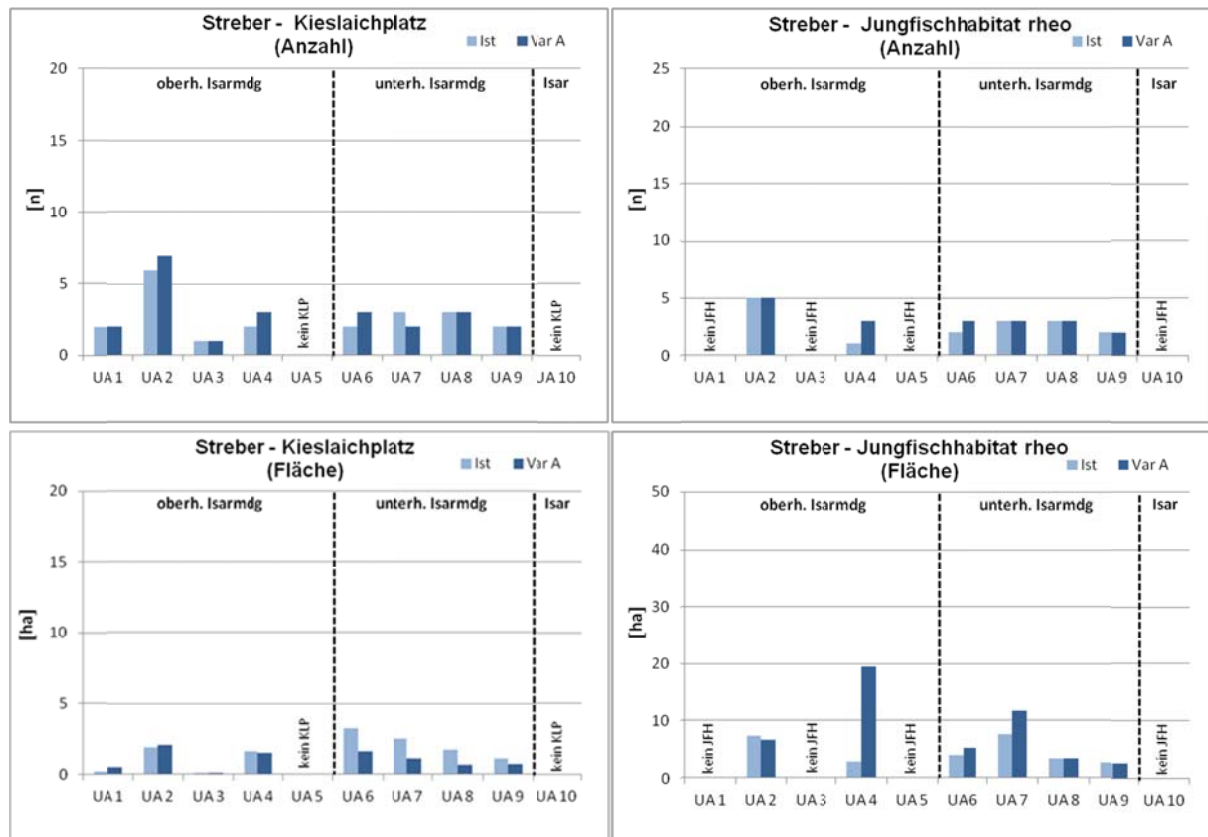 Streber - Kieslaichplatz
(Anzahl)
Ist Var A
oberh. Isarmdg unterh. Isarmdg Isar
[n]
20
15
10
5
0
kein KLP
kein KLP
UA 1 UA 2 UA 3 UA 4 UA 5 UA 6 UA 7 UA 8 UA 9 UA 10
Streber - Jungfischhabitat rheo
(Anzahl)
Ist Var A
oberh. Isarmdg unterh. Isarmdg Isar
[n]
25
20
15
10
5
0
kein JFH
kein JFH
kein JFH
kein JFH
UA 1 UA 2 UA 3 UA 4 UA 5 UA6 UA 7 UA 8 UA 9 UA 10
Streber - Kieslaichplatz
(Fläche)
Ist Var A
oberh. Isarmdg unterh. Isarmdg Isar
[ha]
20
15
10
5
0
kein KLP
kein KLP
UA 1 UA 2 UA 3 UA 4 UA 5 UA 6 UA 7 UA 8 UA 9 UA 10
Streber - Jungfischhabitat rheo
(Fläche)
Ist Var A
oberh. Isarmdg unterh. Isarmdg Isar
[ha]
50
40
30
20
10
0
kein JFH
kein JFH
kein JFH
kein JFH
UA 1 UA 2 UA 3 UA 4 UA 5 UA6 UA 7 UA 8 UA 9 UA 10